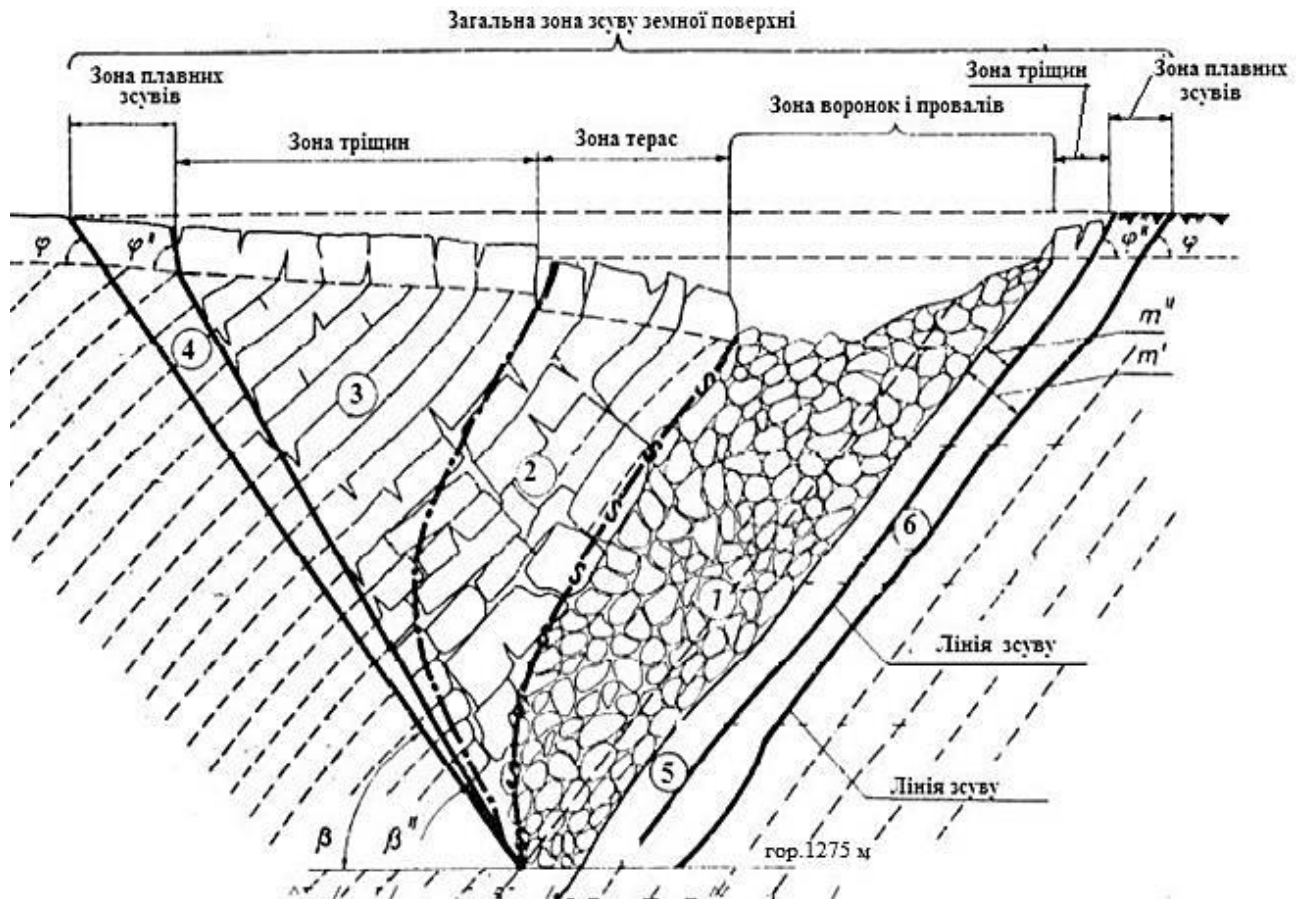 Загальна зона зсуву земної поверхні
Зона плавних
зсувів
Зона тріщин
Зона терас
Зона воронок і провалів
Зона тріщин
Зона плавних
зсувів
φ
φ"
φ"
φ
m"
m'
4
3
2
1
6
5
Лінія зсуву
Лінія зсуву
β
β"
гор.1275 м